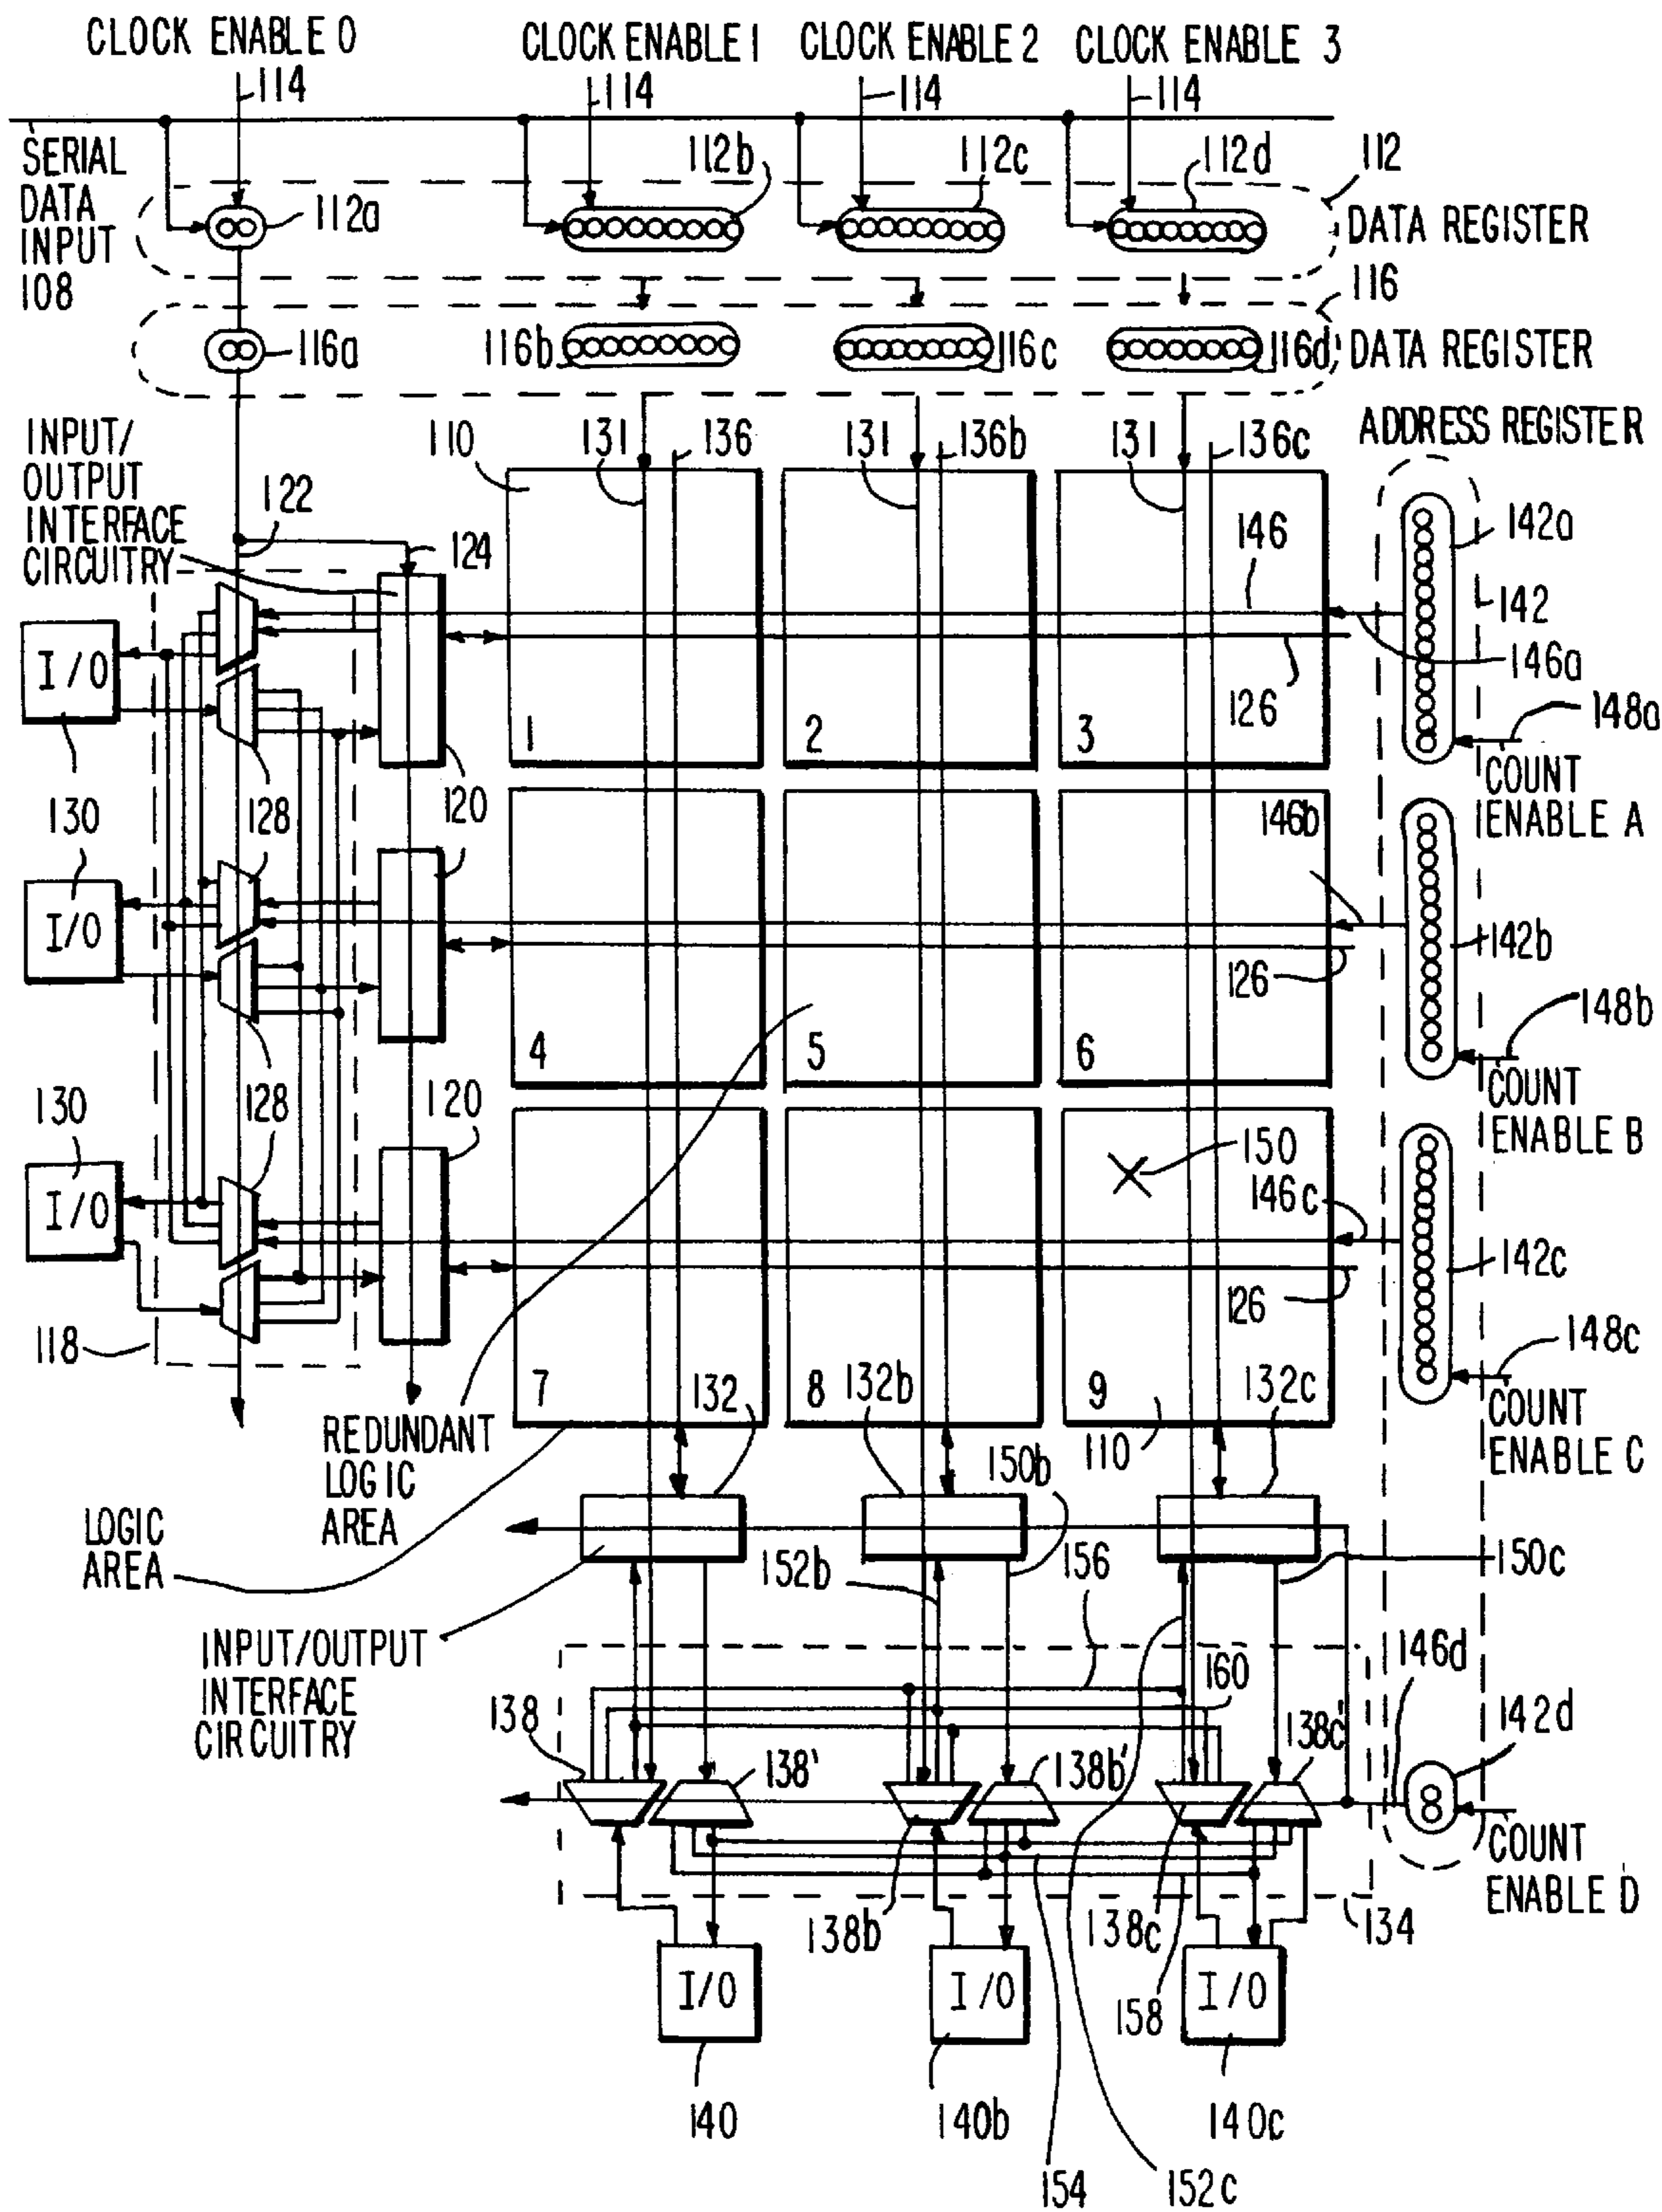 CLOCK ENABLE 0
CLOCK ENABLE 1
CLOCK ENABLE 2
CLOCK ENABLE 3
114
114
114
114
SERIAL
DATA
INPUT
108
112a
112b
112c
112d
112
DATA REGISTER
116
116a
116b
116c
116d
DATA REGISTER
INPUT/
OUTPUT
INTERFACE
CIRCUITRY
122
124
110
131
136
131
136b
131
136c
ADDRESS REGISTER
142a
142
146
146a
126
148a
COUNT
ENABLE A
I/O
130
128
120
1
2
3
130
I/O
128
120
4
5
6
146b
126
142b
148b
COUNT
ENABLE B
130
I/O
128
120
118
7
8
9
150
146c
126
142c
148c
COUNT
ENABLE C
REDUNDANT
LOGIC
AREA
LOGIC
AREA
132
132b
132c
110
150b
152b
156
150c
INPUT/OUTPUT
INTERFACE
CIRCUITRY
160
146d
142d
138
138'
138b'
138c'
COUNT
ENABLE D
138b
138c
134
I/O
I/O
I/O
158
140
140b
140c
154
152c